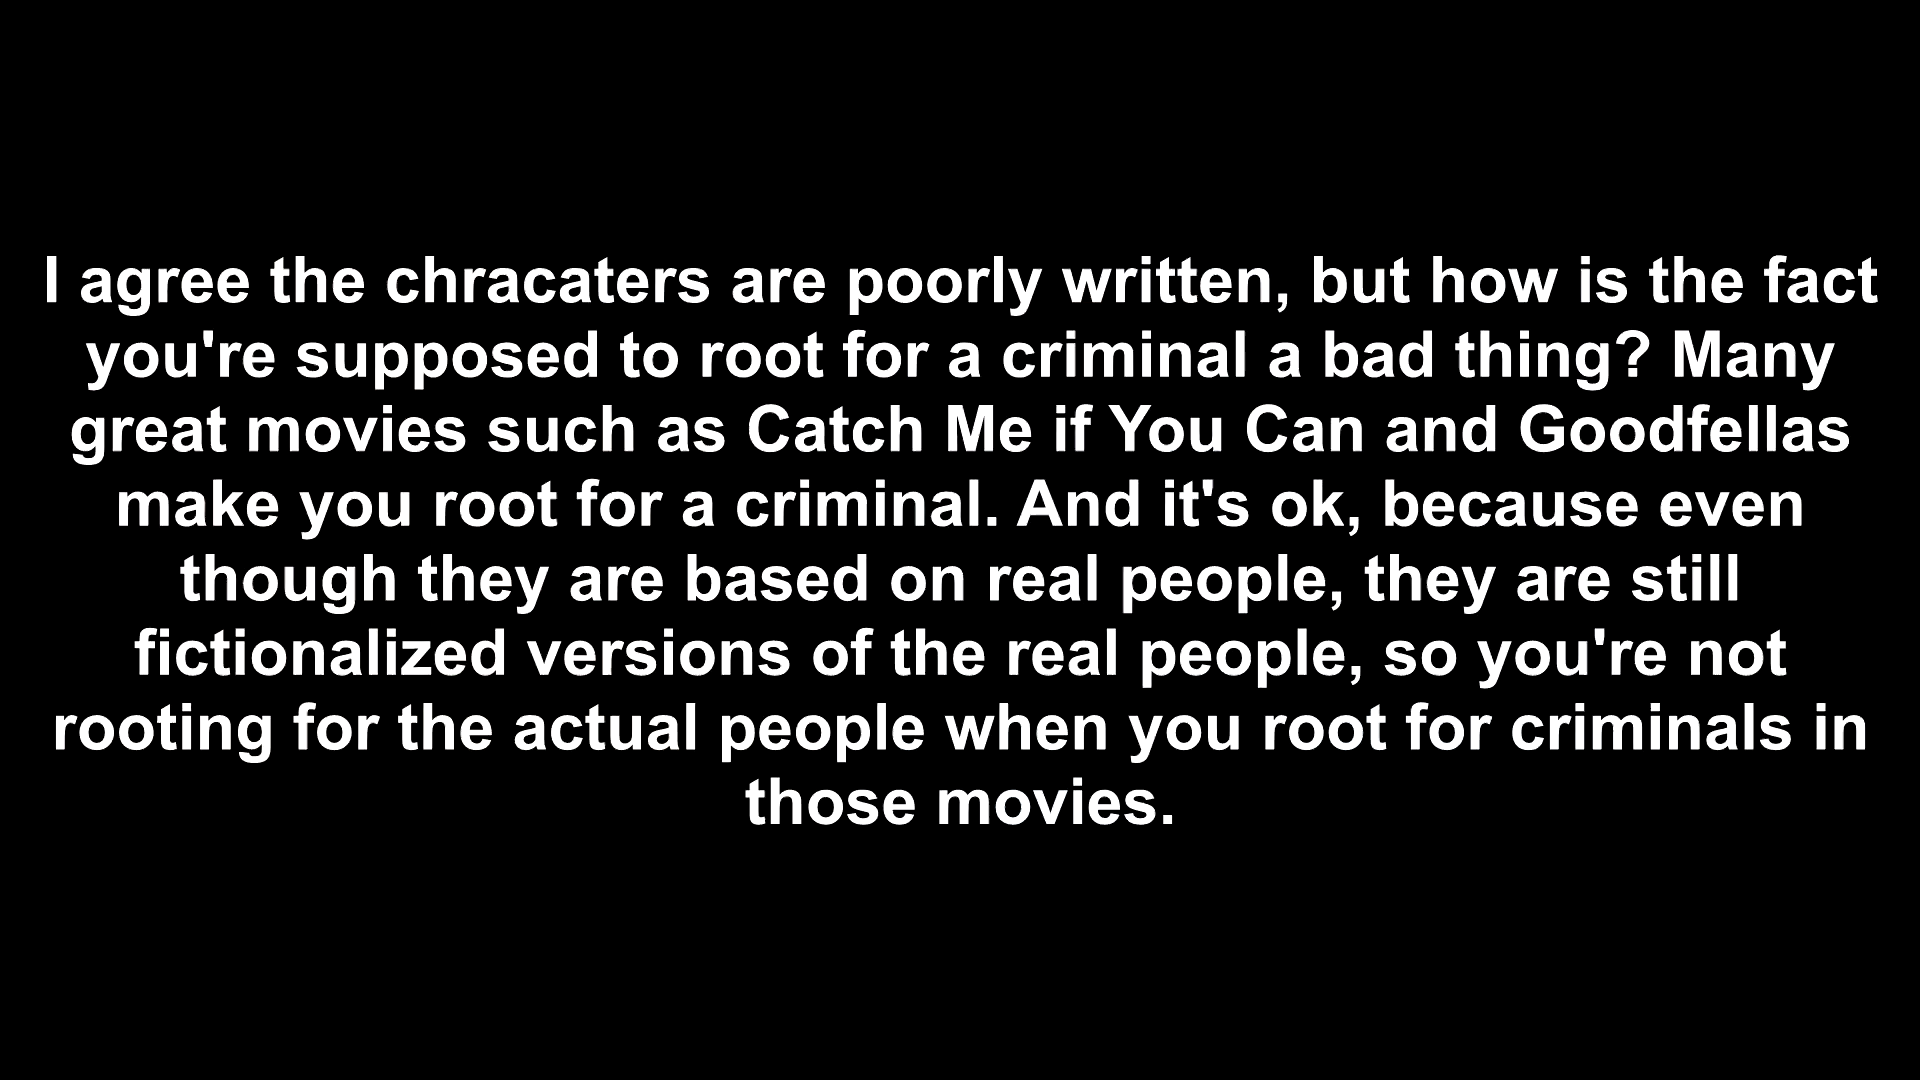 I agree the chracaters are poorly written, but how is the fact
you're supposed to root for a criminal a bad thing? Many
great movies such as Catch Me if You Can and Goodfellas
make you root for a criminal. And it's ok, because even
though they are based on real people, they are still
fictionalized versions of the real people, so you're not
rooting for the actual people when you root for criminals in
those movies.